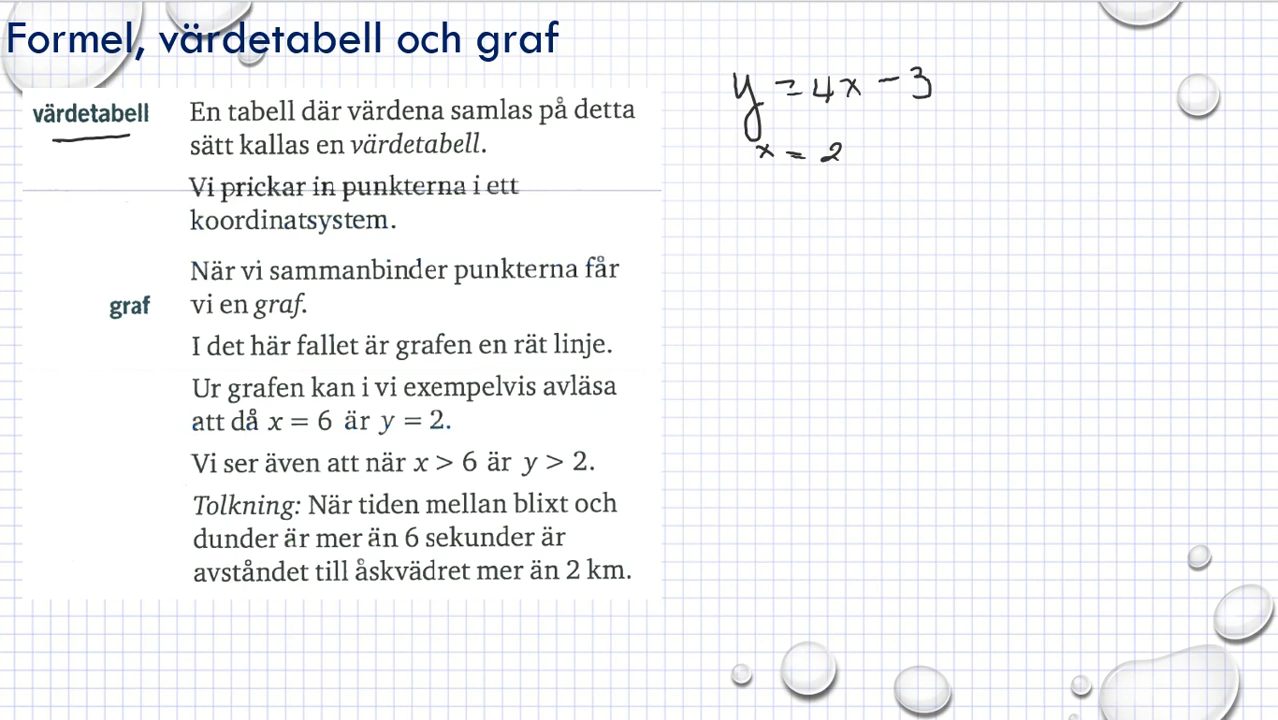 Formel, värdetabell och graf
värdetabell
En tabell där värdena samlas på detta
sätt kallas en värdetabell.
Vi prickar in punkterna i ett
koordinatsystem.
När vi sammanbinder punkterna får
graf
vi en graf.
I det här fallet är grafen en rät linje.
Ur grafen kan i vi exempelvis avläsa
att då x = 6 är y = 2.
Vi ser även att när x > 6 är y > 2.
Tolkning: När tiden mellan blixt och
dunder är mer än 6 sekunder är
avståndet till åskvädret mer än 2 km.
y = 4x - 3
x = 2